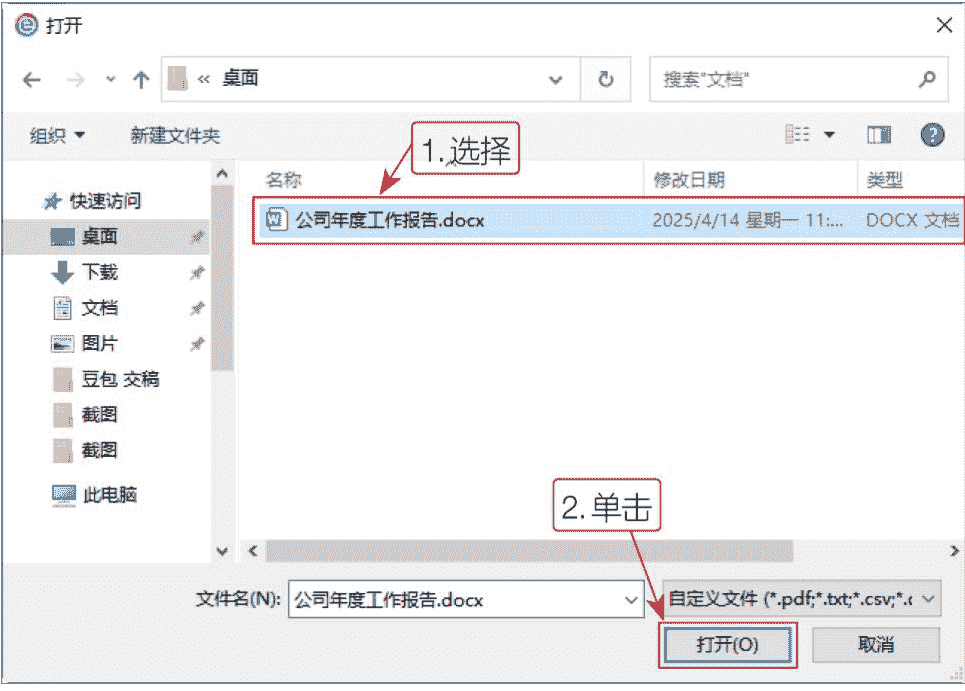 打开
« 桌面
搜索"文档"
组织 新建文件夹
1.选择
名称 修改日期 类型
公司年度工作报告.docx 2025/4/14 星期一 11:... DOCX 文档
快速访问
桌面
下载
文档
图片
豆包 交稿
截图
截图
此电脑
2.单击
文件名(N): 公司年度工作报告.docx 自定义文件 (*.pdf;*.txt;*.csv;*.c
打开(O) 取消